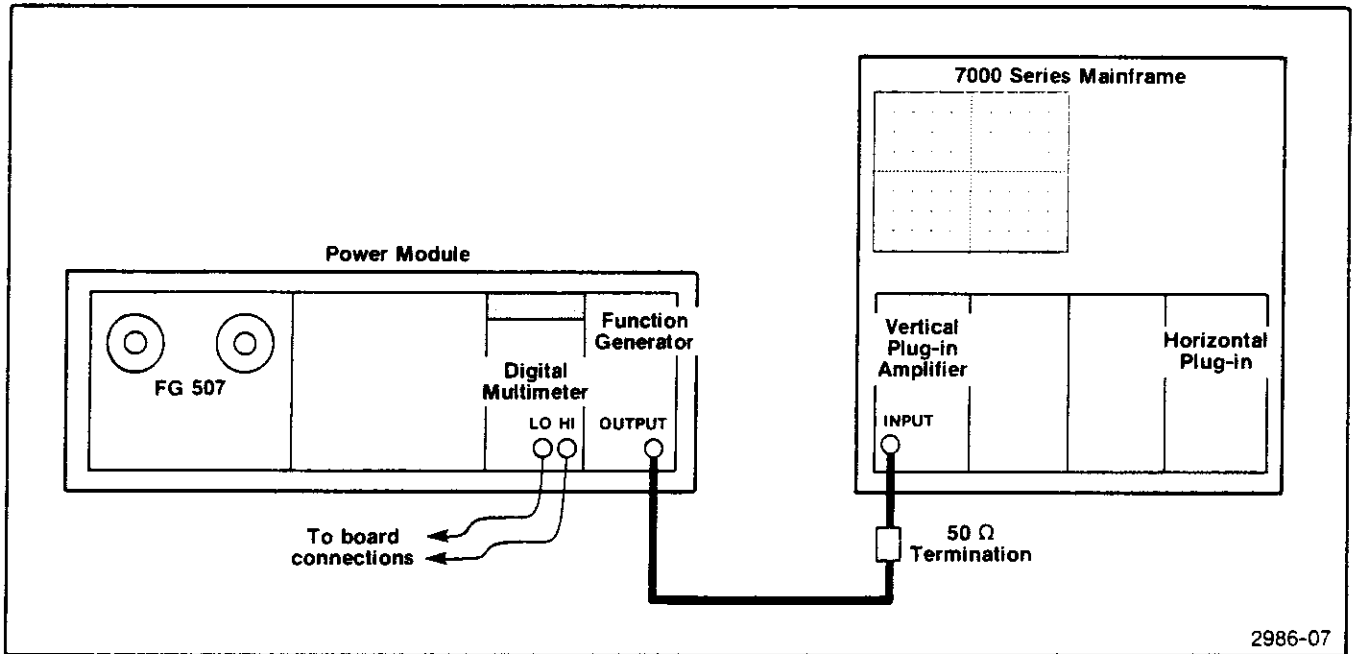 7000 Series Mainframe
Power Module
FG 507
Digital
Multimeter
LO HI
Function
Generator
OUTPUT
Vertical
Plug-in
Amplifier
INPUT
Horizontal
Plug-in
To board
connections
50 Ω
Termination
2986-07